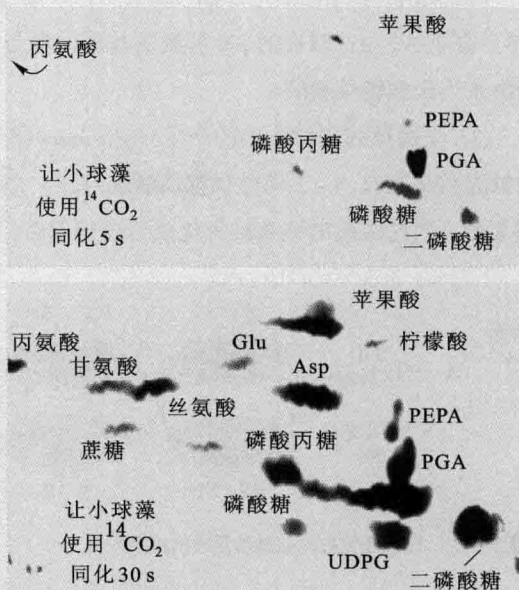 苹果酸
丙氨酸
PEPA
磷酸丙糖
PGA
让小球藻
使用¹⁴CO₂
同化5 s
磷酸糖
二磷酸糖
苹果酸
丙氨酸
Glu
柠檬酸
甘氨酸
Asp
丝氨酸
PEPA
蔗糖
磷酸丙糖
PGA
磷酸糖
让小球藻
使用¹⁴CO₂
同化30 s
UDPG
二磷酸糖